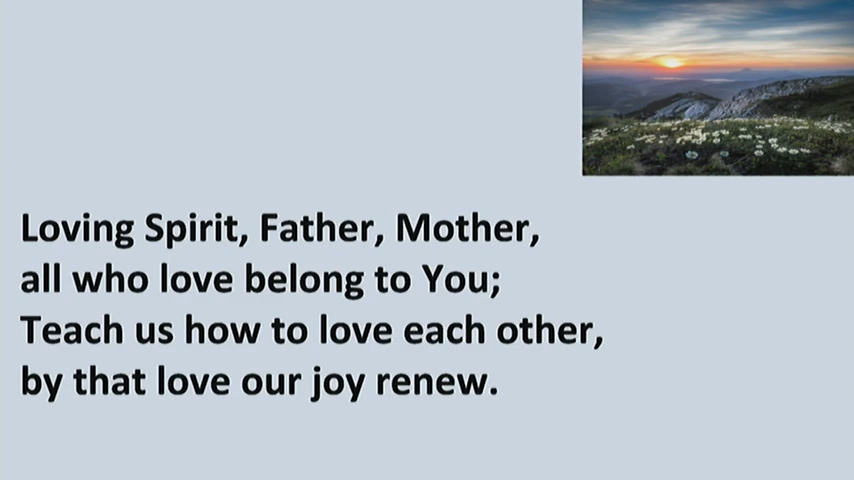 Loving Spirit, Father, Mother,
all who love belong to You;
Teach us how to love each other,
by that love our joy renew.